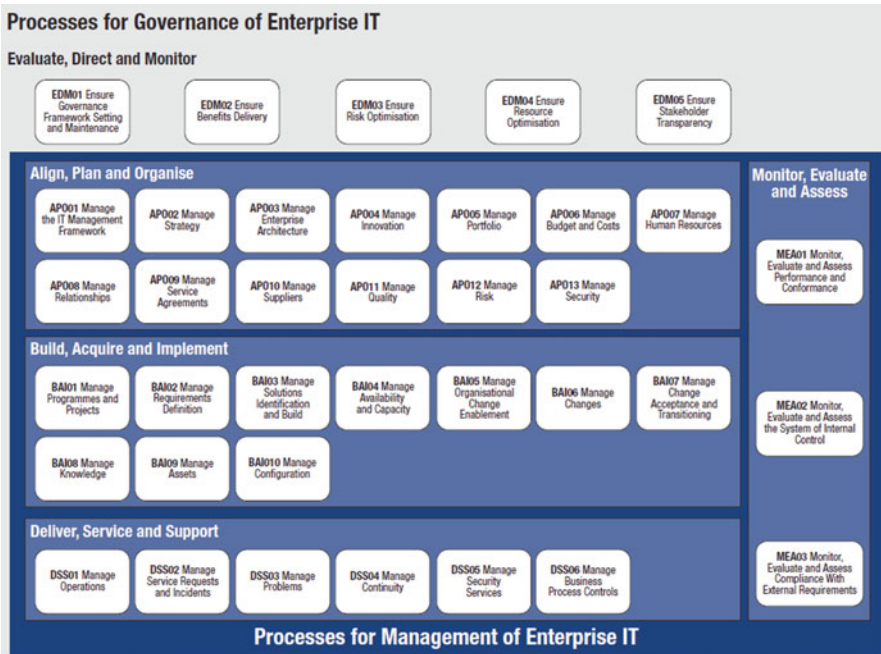 Processes for Governance of Enterprise IT
Evaluate, Direct and Monitor
EDM01 Ensure
Governance
Framework Setting
and Maintenance
EDM02 Ensure
Benefits Delivery
EDM03 Ensure
Risk Optimisation
EDM04 Ensure
Resource
Optimisation
EDM05 Ensure
Stakeholder
Transparency
Align, Plan and Organise
APO01 Manage
the IT Management
Framework
APO02 Manage
Strategy
APO03 Manage
Enterprise
Architecture
APO04 Manage
Innovation
APO05 Manage
Portfolio
APO06 Manage
Budget and Costs
APO07 Manage
Human Resources
APO08 Manage
Relationships
APO09 Manage
Service
Agreements
APO10 Manage
Suppliers
APO11 Manage
Quality
APO12 Manage
Risk
APO13 Manage
Security
Build, Acquire and Implement
BAI01 Manage
Programmes and
Projects
BAI02 Manage
Requirements
Definition
BAI03 Manage
Solutions
Identification
and Build
BAI04 Manage
Availability
and Capacity
BAI05 Manage
Organisational
Change
Enablement
BAI06 Manage
Changes
BAI07 Manage
Change
Acceptance and
Transitioning
BAI08 Manage
Knowledge
BAI09 Manage
Assets
BAI010 Manage
Configuration
Deliver, Service and Support
DSS01 Manage
Operations
DSS02 Manage
Service Requests
and Incidents
DSS03 Manage
Problems
DSS04 Manage
Continuity
DSS05 Manage
Security
Services
DSS06 Manage
Business
Process Controls
Monitor, Evaluate
and Assess
MEA01 Monitor,
Evaluate and Assess
Performance and
Conformance
MEA02 Monitor,
Evaluate and Assess
the System of Internal
Control
MEA03 Monitor,
Evaluate and Assess
Compliance With
External Requirements
Processes for Management of Enterprise IT